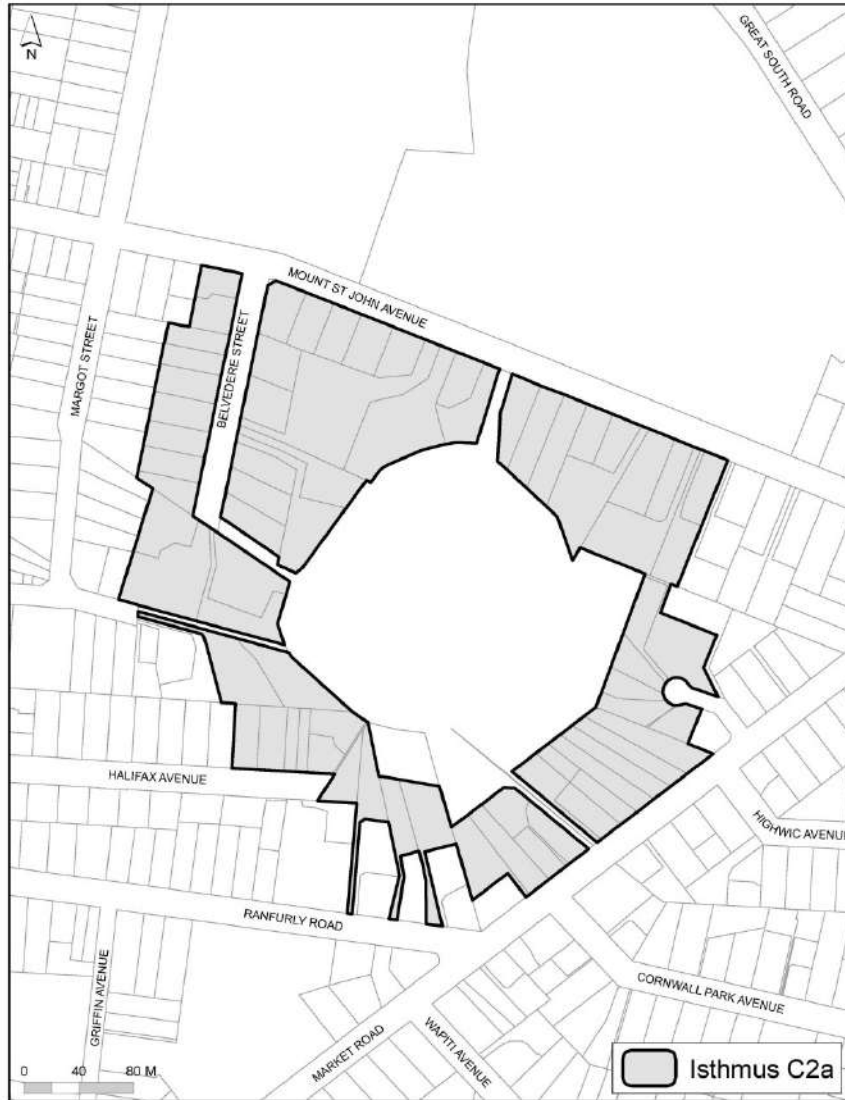 N
GREAT SOUTH ROAD
MOUNT ST JOHN AVENUE
BELVEDERE STREET
MARGOT STREET
HALIFAX AVENUE
HIGHWIC AVENUE
RANFURLY ROAD
CORNWALL PARK AVENUE
GRIFFIN AVENUE
MARKET ROAD
WAPITI AVENUE
0 40 80 M
Isthmus C2a